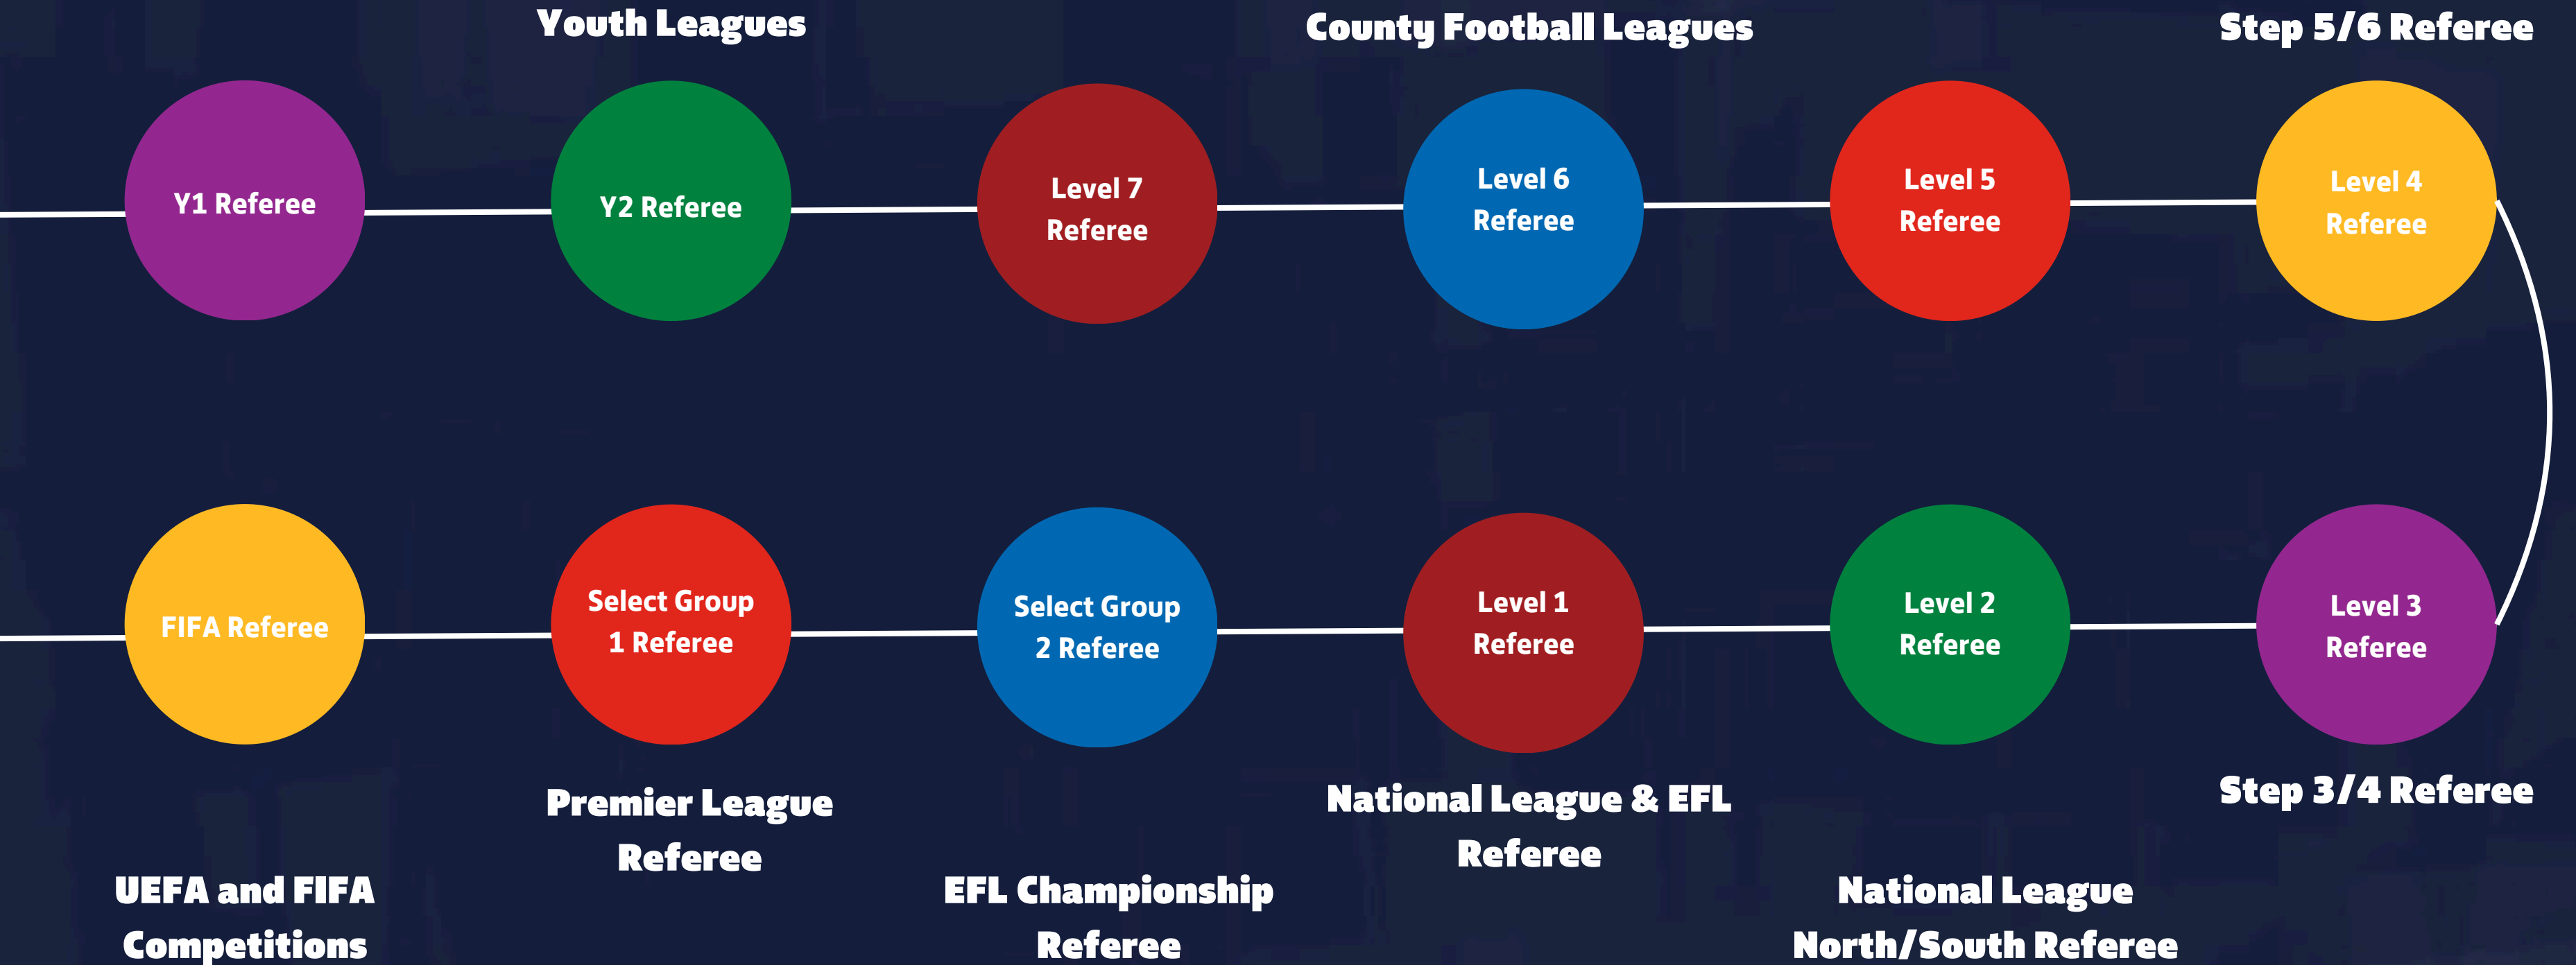 Youth Leagues
County Football Leagues
Step 5/6 Referee
Y1 Referee
Y2 Referee
Level 7
Referee
Level 6
Referee
Level 5
Referee
Level 4
Referee
FIFA Referee
Select Group
1 Referee
Select Group
2 Referee
Level 1
Referee
Level 2
Referee
Level 3
Referee
UEFA and FIFA
Competitions
Premier League
Referee
EFL Championship
Referee
National League & EFL
Referee
National League
North/South Referee
Step 3/4 Referee